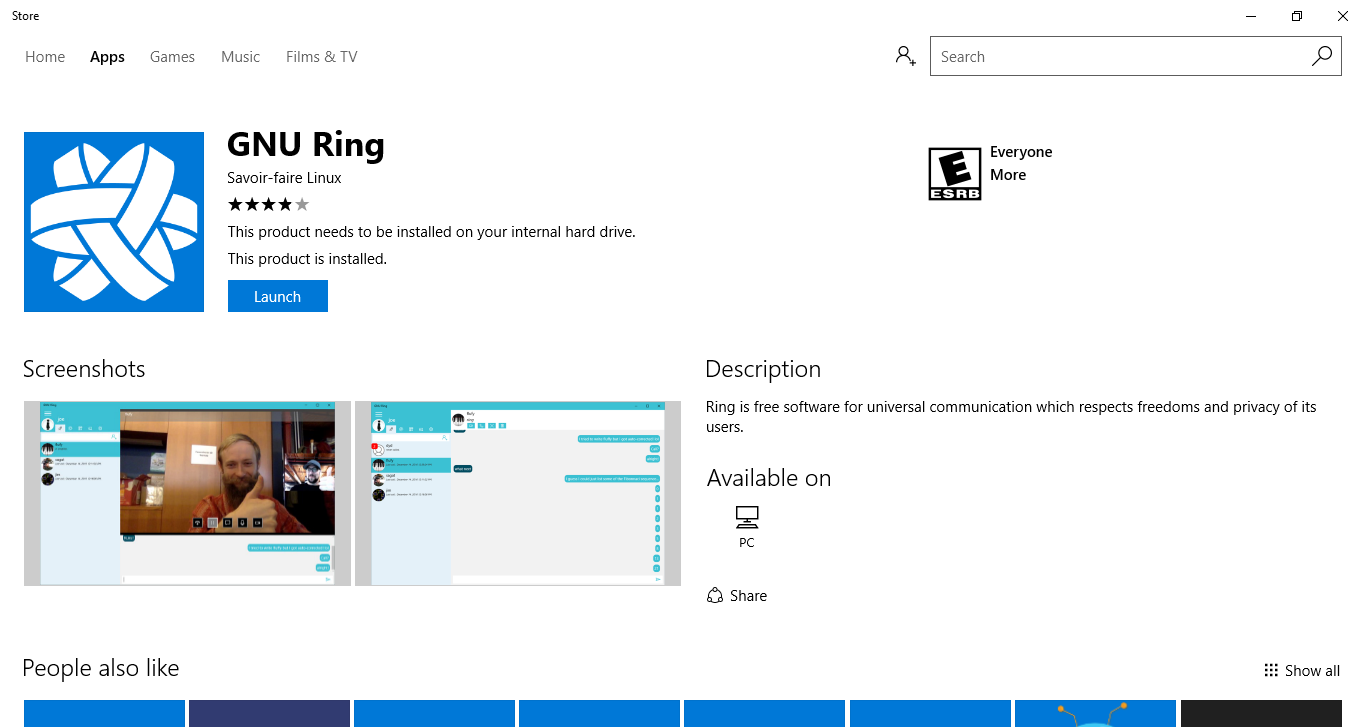 Store
Home Apps Games Music Films & TV
Search
GNU Ring
Savoir-faire Linux
This product needs to be installed on your internal hard drive.
This product is installed.
Launch
E
ESRB
Everyone
More
Screenshots
Description
Ring is free software for universal communication which respects freedoms and privacy of its
users.
Available on
PC
Share
People also like
Show all